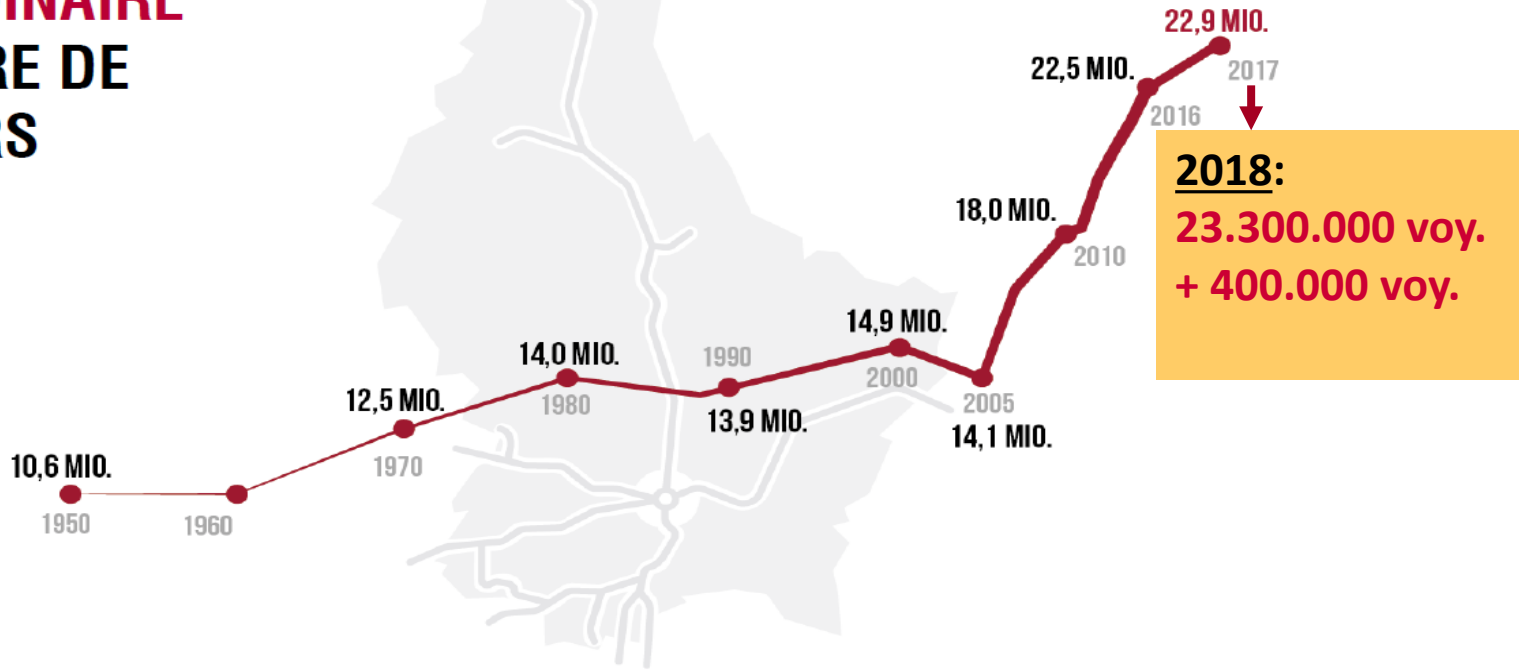 INAIRE
RE DE
RS
22,9 MIO.
2017
22,5 MIO.
2016
2018:
23.300.000 voy.
+ 400.000 voy.
18,0 MIO.
2010
14,9 MIO.
2000
14,0 MIO.
1980
1990
13,9 MIO.
2005
14,1 MIO.
12,5 MIO.
1970
10,6 MIO.
1950
1960